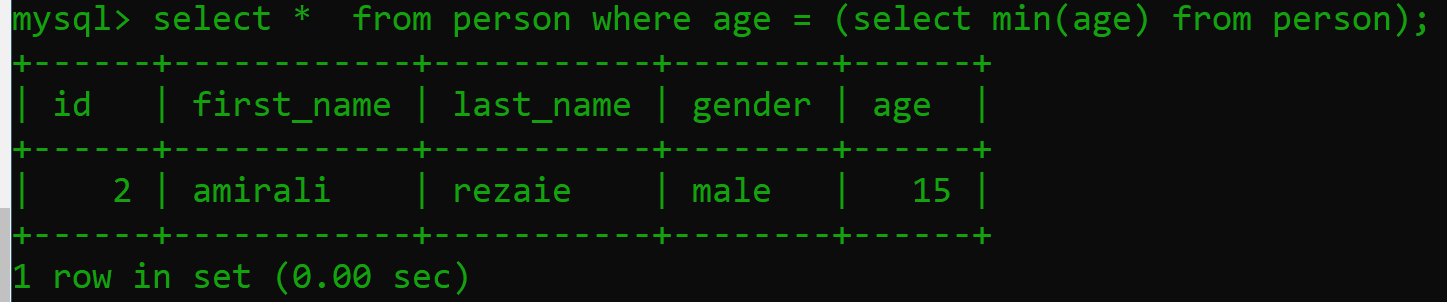 mysql> select *  from person where age = (select min(age) from person);
+------+------------+-----------+--------+------+
| id   | first_name | last_name | gender | age  |
+------+------------+-----------+--------+------+
|    2 | amirali    | rezaie    | male   |   15 |
+------+------------+-----------+--------+------+
1 row in set (0.00 sec)